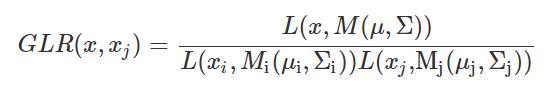 GLR(x, x_j) = L(x, M(μ, Σ)) / L(x_i, M_i(μ_i, Σ_i))L(x_j,M_j(μ_j, Σ_j))